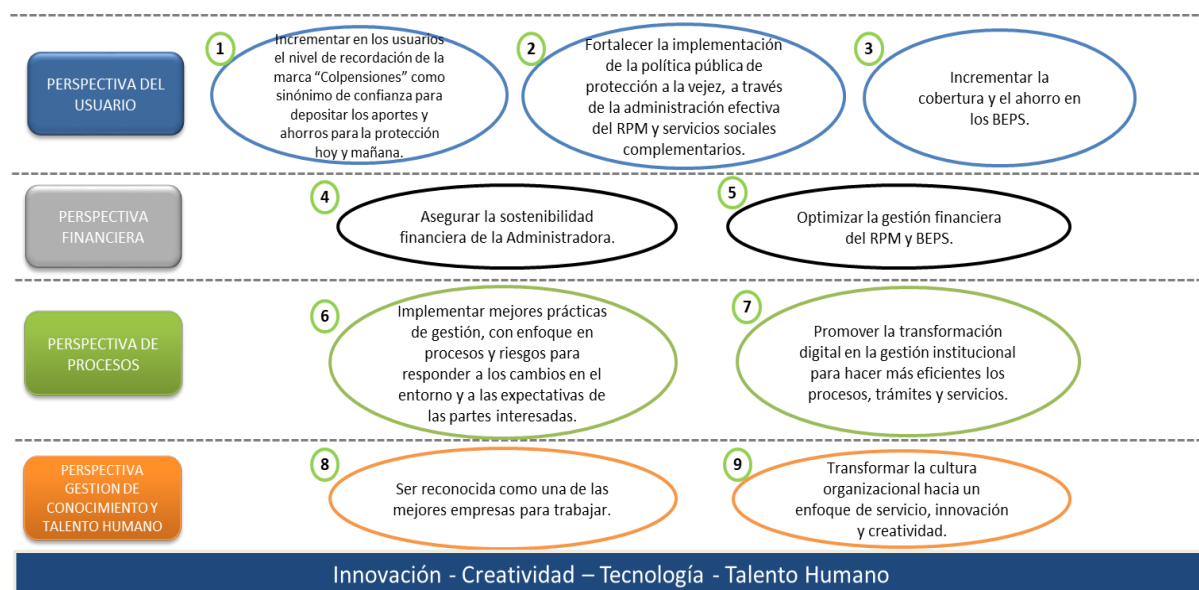 PERSPECTIVA DEL
USUARIO
1
Incrementar en los usuarios
el nivel de recordación de la
marca “Colpensiones” como
sinónimo de confianza para
depositar los aportes y
ahorros para la protección
hoy y mañana.
2
Fortalecer la implementación
de la política pública de
protección a la vejez, a través
de la administración efectiva
del RPM y servicios sociales
complementarios.
3
Incrementar la
cobertura y el ahorro en
los BEPS.
PERSPECTIVA
FINANCIERA
4
Asegurar la sostenibilidad
financiera de la Administradora.
5
Optimizar la gestión financiera
del RPM y BEPS.
PERSPECTIVA DE
PROCESOS
6
Implementar mejores prácticas
de gestión, con enfoque en
procesos y riesgos para
responder a los cambios en el
entorno y a las expectativas de
las partes interesadas.
7
Promover la transformación
digital en la gestión institucional
para hacer más eficientes los
procesos, trámites y servicios.
PERSPECTIVA
GESTION DE
CONOCIMIENTO Y
TALENTO HUMANO
8
Ser reconocida como una de las
mejores empresas para trabajar.
9
Transformar la cultura
organizacional hacia un
enfoque de servicio, innovación
y creatividad.
Innovación - Creatividad – Tecnología - Talento Humano